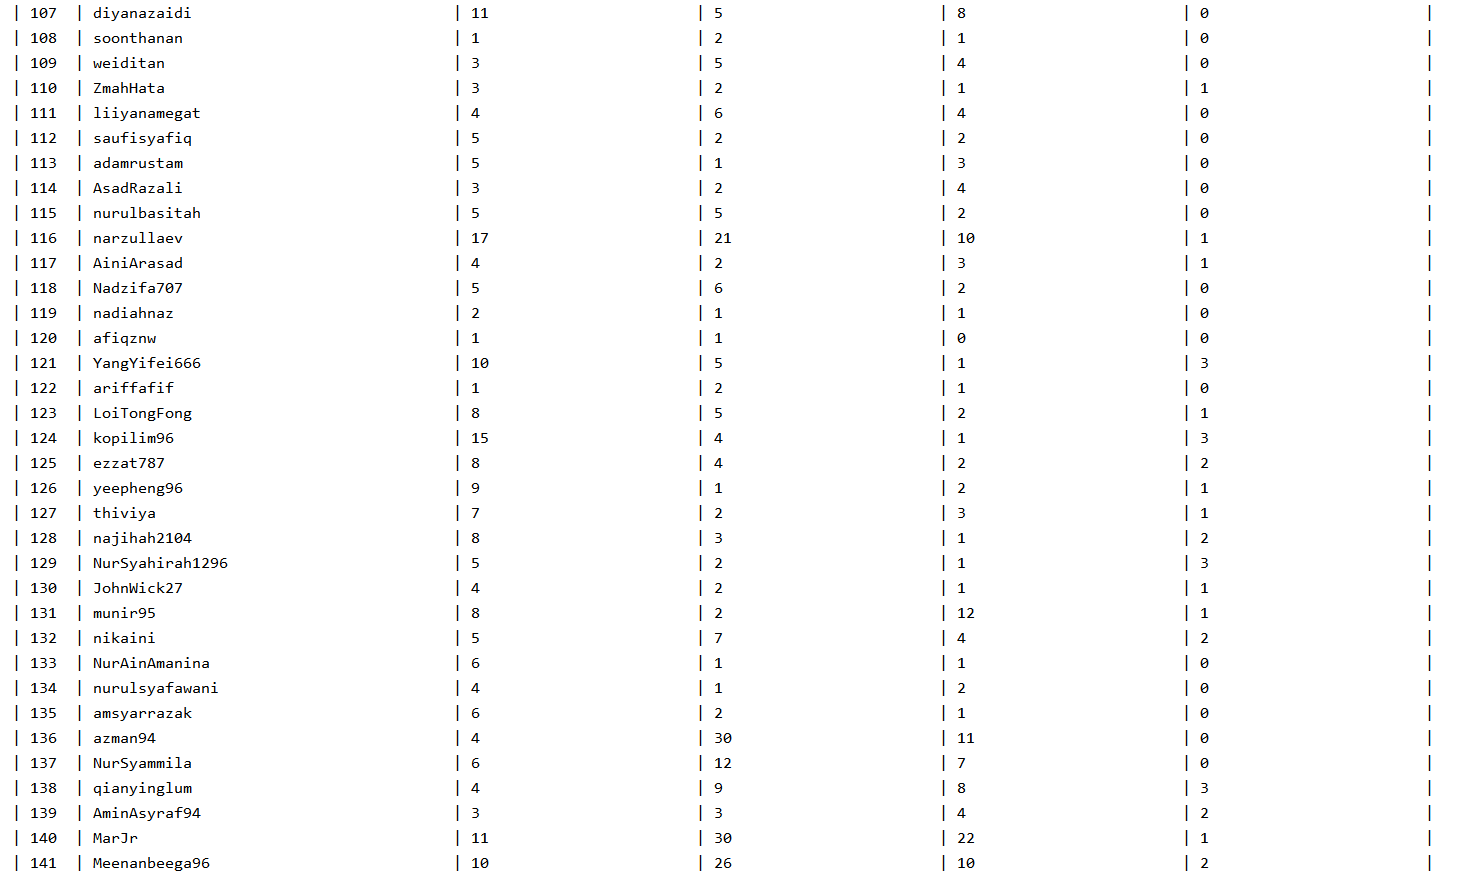 | 107 | diyanazaidi | 11 | 5 | 8 | 0 |
| 108 | soonthanan | 1 | 2 | 1 | 0 |
| 109 | weiditan | 3 | 5 | 4 | 0 |
| 110 | ZmahHata | 3 | 2 | 1 | 1 |
| 111 | liiyanamegat | 4 | 6 | 4 | 0 |
| 112 | saufisyafiq | 5 | 2 | 2 | 0 |
| 113 | adamrustam | 5 | 1 | 3 | 0 |
| 114 | AsadRazali | 3 | 2 | 4 | 0 |
| 115 | nurulbasitah | 5 | 5 | 2 | 0 |
| 116 | narzullaev | 17 | 21 | 10 | 1 |
| 117 | AiniArasad | 4 | 2 | 3 | 1 |
| 118 | Nadzifa707 | 5 | 6 | 2 | 0 |
| 119 | nadiahnaz | 2 | 1 | 1 | 0 |
| 120 | afiqznw | 1 | 1 | 0 | 0 |
| 121 | YangYifei666 | 10 | 5 | 1 | 3 |
| 122 | ariffafif | 1 | 2 | 1 | 0 |
| 123 | LoiTongFong | 8 | 5 | 2 | 1 |
| 124 | kopilim96 | 15 | 4 | 1 | 3 |
| 125 | ezzat787 | 8 | 4 | 2 | 2 |
| 126 | yeepheng96 | 9 | 1 | 2 | 1 |
| 127 | thiviya | 7 | 2 | 3 | 1 |
| 128 | najihah2104 | 8 | 3 | 1 | 2 |
| 129 | NurSyahirah1296 | 5 | 2 | 1 | 3 |
| 130 | JohnWick27 | 4 | 2 | 1 | 1 |
| 131 | munir95 | 8 | 2 | 12 | 1 |
| 132 | nikaini | 5 | 7 | 4 | 2 |
| 133 | NurAinAmanina | 6 | 1 | 1 | 0 |
| 134 | nurulsyafawani | 4 | 1 | 2 | 0 |
| 135 | amsyarrazak | 6 | 2 | 1 | 0 |
| 136 | azman94 | 4 | 30 | 11 | 0 |
| 137 | NurSyammila | 6 | 12 | 7 | 0 |
| 138 | qianyinglum | 4 | 9 | 8 | 3 |
| 139 | AminAsyraf94 | 3 | 3 | 4 | 2 |
| 140 | MarJr | 11 | 30 | 22 | 1 |
| 141 | Meenanbeega96 | 10 | 26 | 10 | 2 |